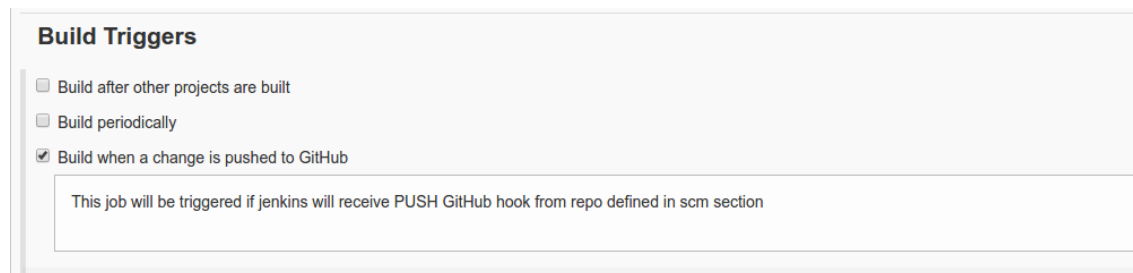 Build Triggers
Build after other projects are built
Build periodically
Build when a change is pushed to GitHub
This job will be triggered if jenkins will receive PUSH GitHub hook from repo defined in scm section